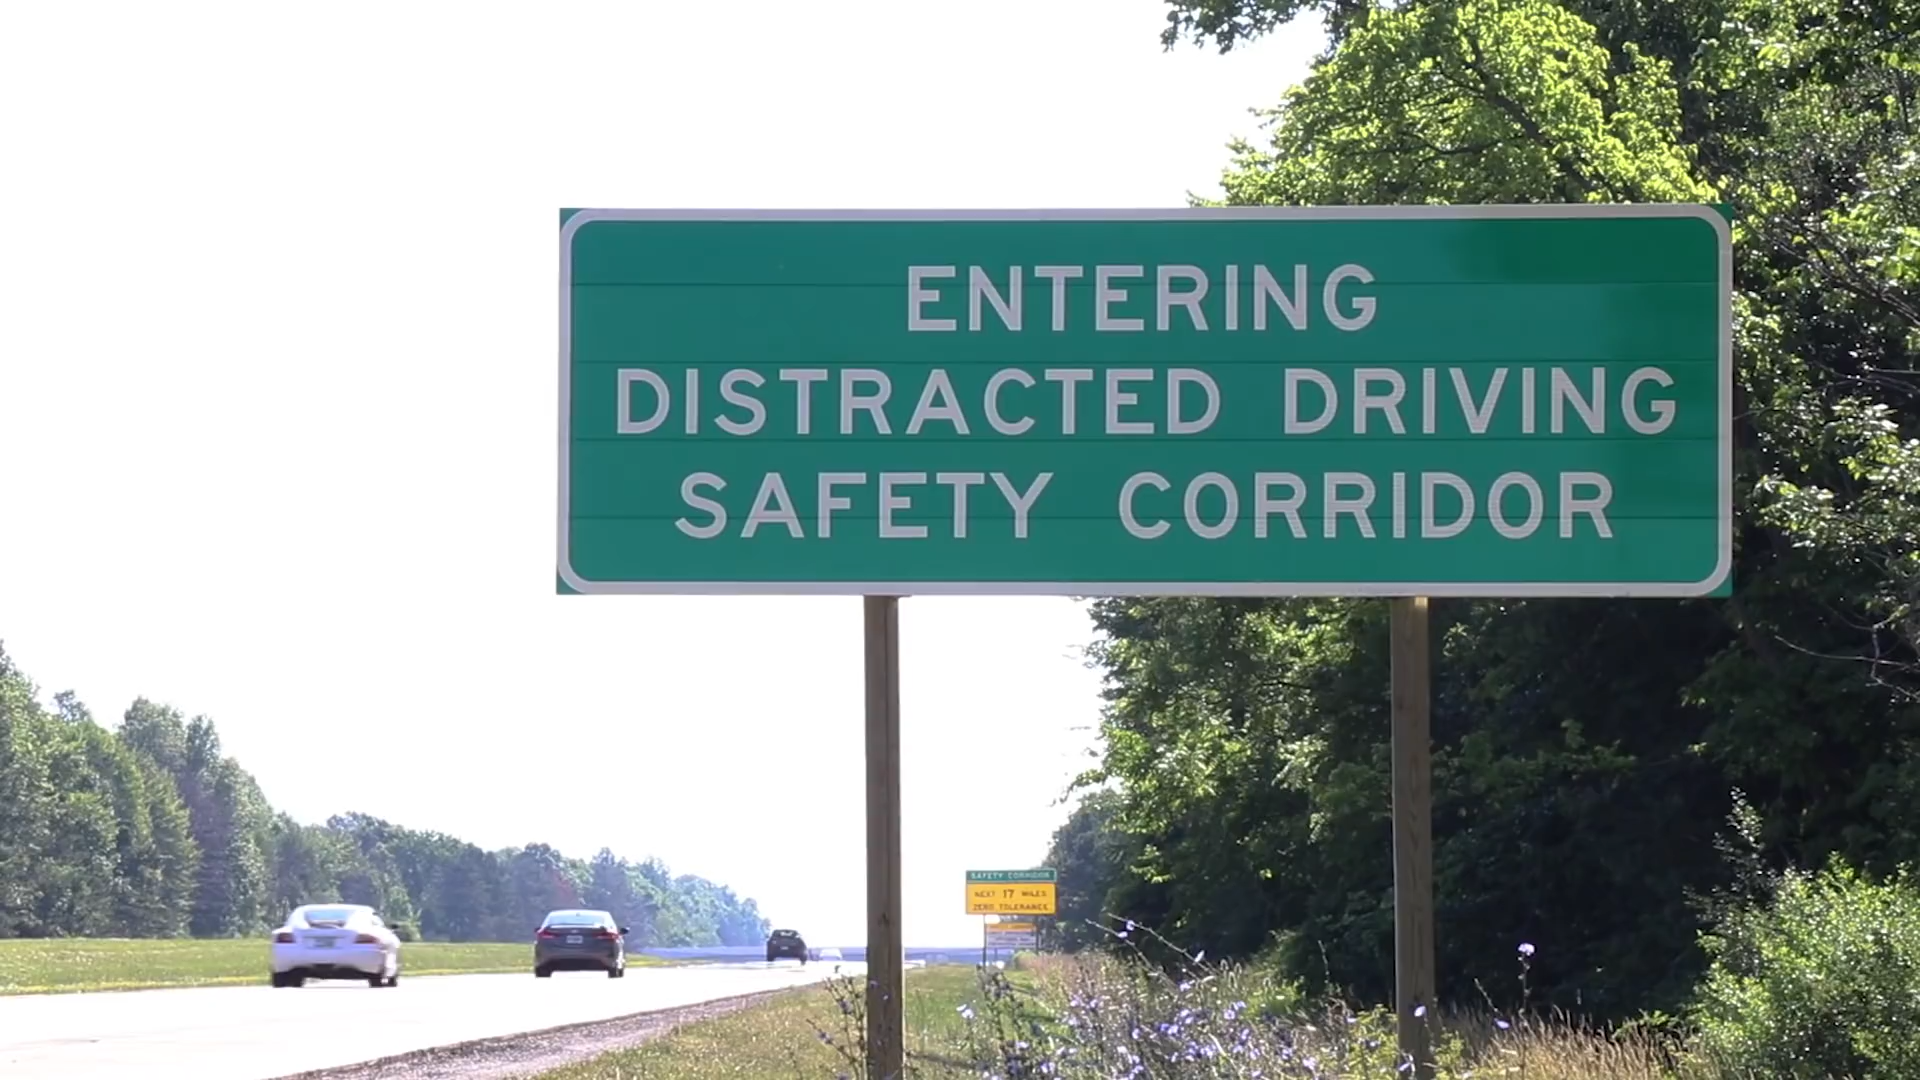 ENTERING
DISTRACTED DRIVING
SAFETY CORRIDOR
SAFETY CORRIDOR
NEXT 17 MILES
ZERO TOLERANCE